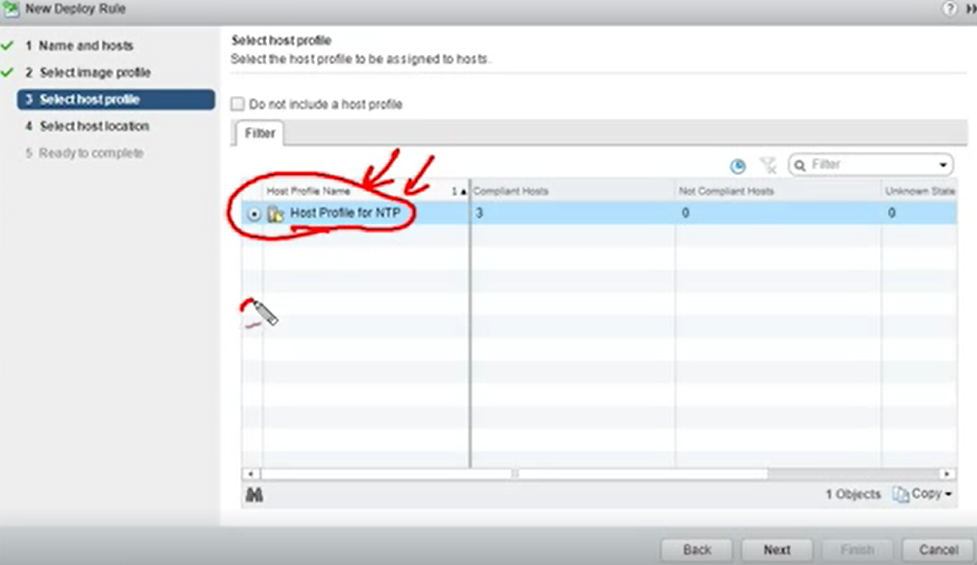 New Deploy Rule
1 Name and hosts
2 Select image profile
3 Select host profile
4 Select host location
5 Ready to complete
Select host profile
Select the host profile to be assigned to hosts.
Do not include a host profile
Filter
Filter
Host Profile Name 1 Compliant Hosts Not Compliant Hosts Unknown State
Host Profile for NTP 3 0 0
1 Objects Copy
Back Next Finish Cancel